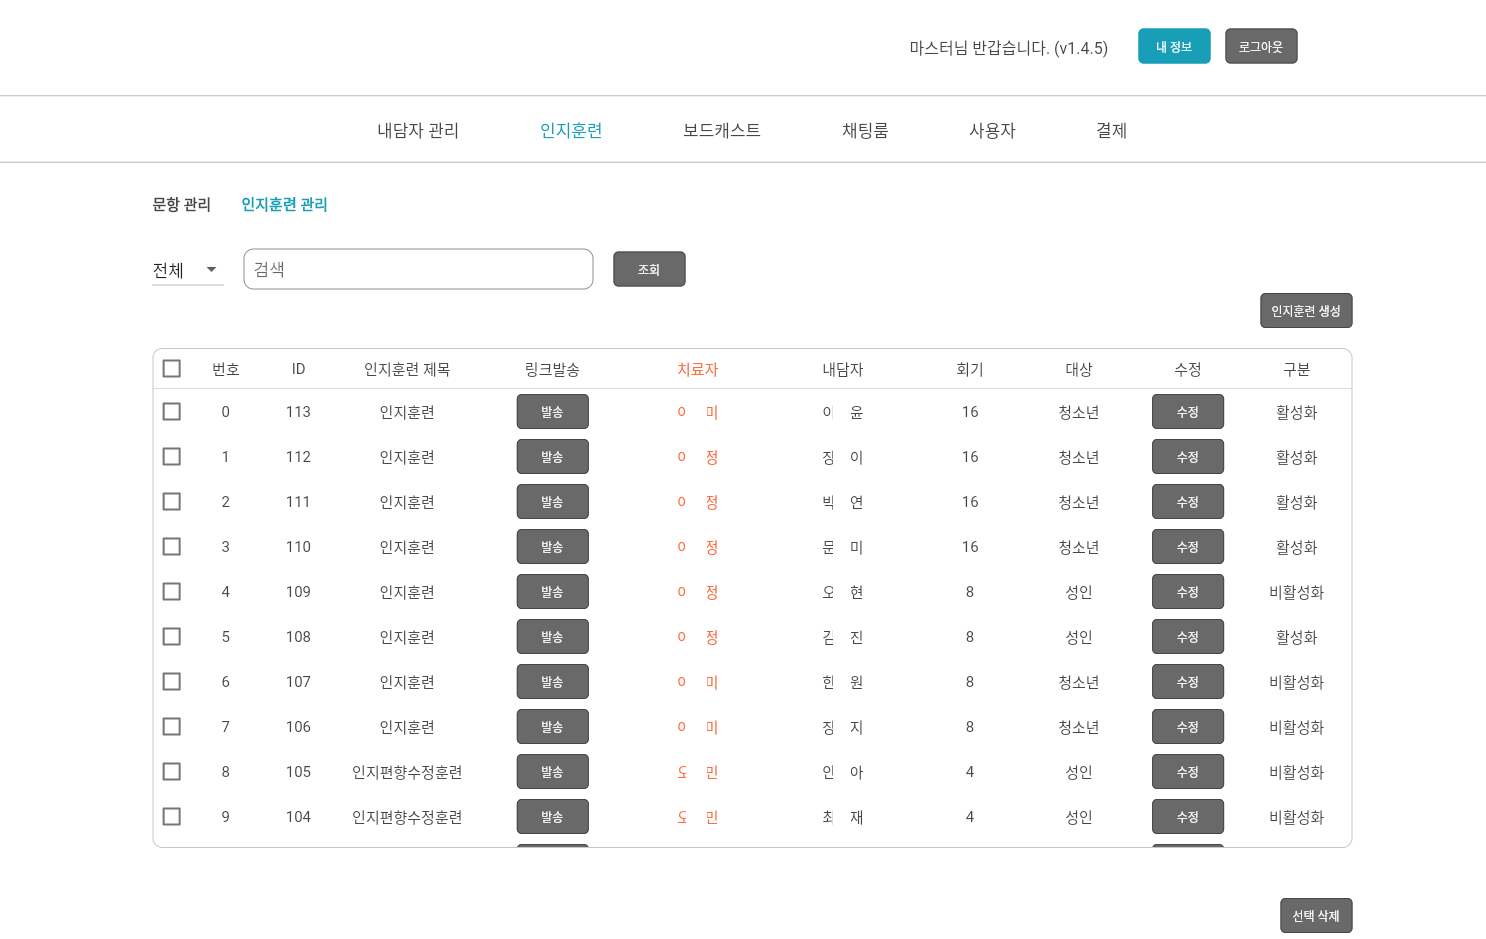 마스터님 반갑습니다. (v1.4.5) 내 정보 로그아웃
내담자 관리 인지훈련 보드캐스트 채팅룸 사용자 결제
문항 관리 인지훈련 관리
전체 검색 조회
인지훈련 생성
번호 ID 인지훈련 제목 링크발송 치료자 내담자 회기 대상 수정 구분
0 113 인지훈련 발송 미 윤 16 청소년 수정 활성화
1 112 인지훈련 발송 정 이 16 청소년 수정 활성화
2 111 인지훈련 발송 정 연 16 청소년 수정 활성화
3 110 인지훈련 발송 정 미 16 청소년 수정 활성화
4 109 인지훈련 발송 정 현 8 성인 수정 비활성화
5 108 인지훈련 발송 정 진 8 성인 수정 활성화
6 107 인지훈련 발송 미 원 8 청소년 수정 비활성화
7 106 인지훈련 발송 미 지 8 청소년 수정 비활성화
8 105 인지편향수정훈련 발송 민 아 4 성인 수정 비활성화
9 104 인지편향수정훈련 발송 민 재 4 성인 수정 비활성화
선택 삭제